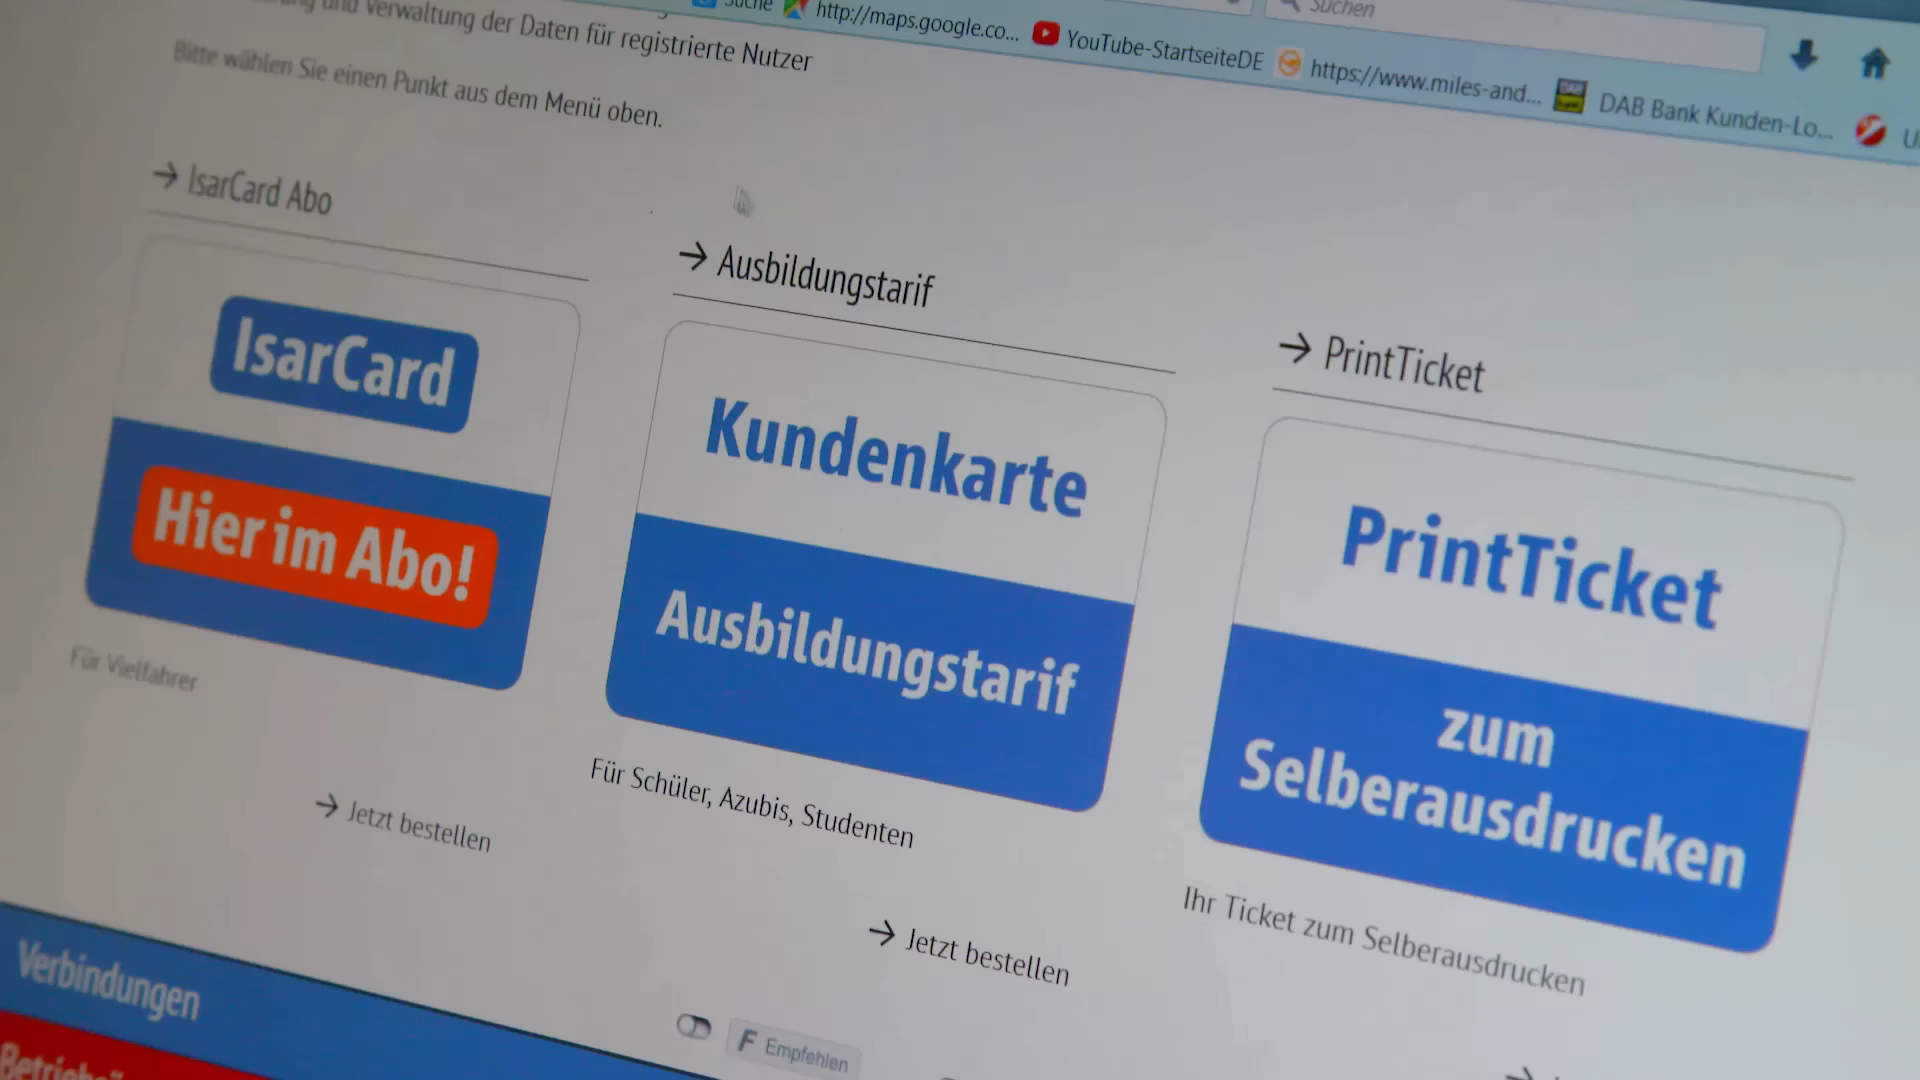 und Verwaltung der Daten für registrierte Nutzer
Bitte wählen Sie einen Punkt aus dem Menü oben.
Suche http://maps.google.co... YouTube-StartseiteDE https://www.miles-and... DAB Bank Kunden-Lo...
Suchen
→ IsarCard Abo
IsarCard
Hier im Abo!
Für Vielfahrer
→ Jetzt bestellen
→ Ausbildungstarif
Kundenkarte
Ausbildungstarif
Für Schüler, Azubis, Studenten
→ Jetzt bestellen
→ PrintTicket
PrintTicket
zum
Selberausdrucken
Ihr Ticket zum Selberausdrucken
Verbindungen
F Empfehlen